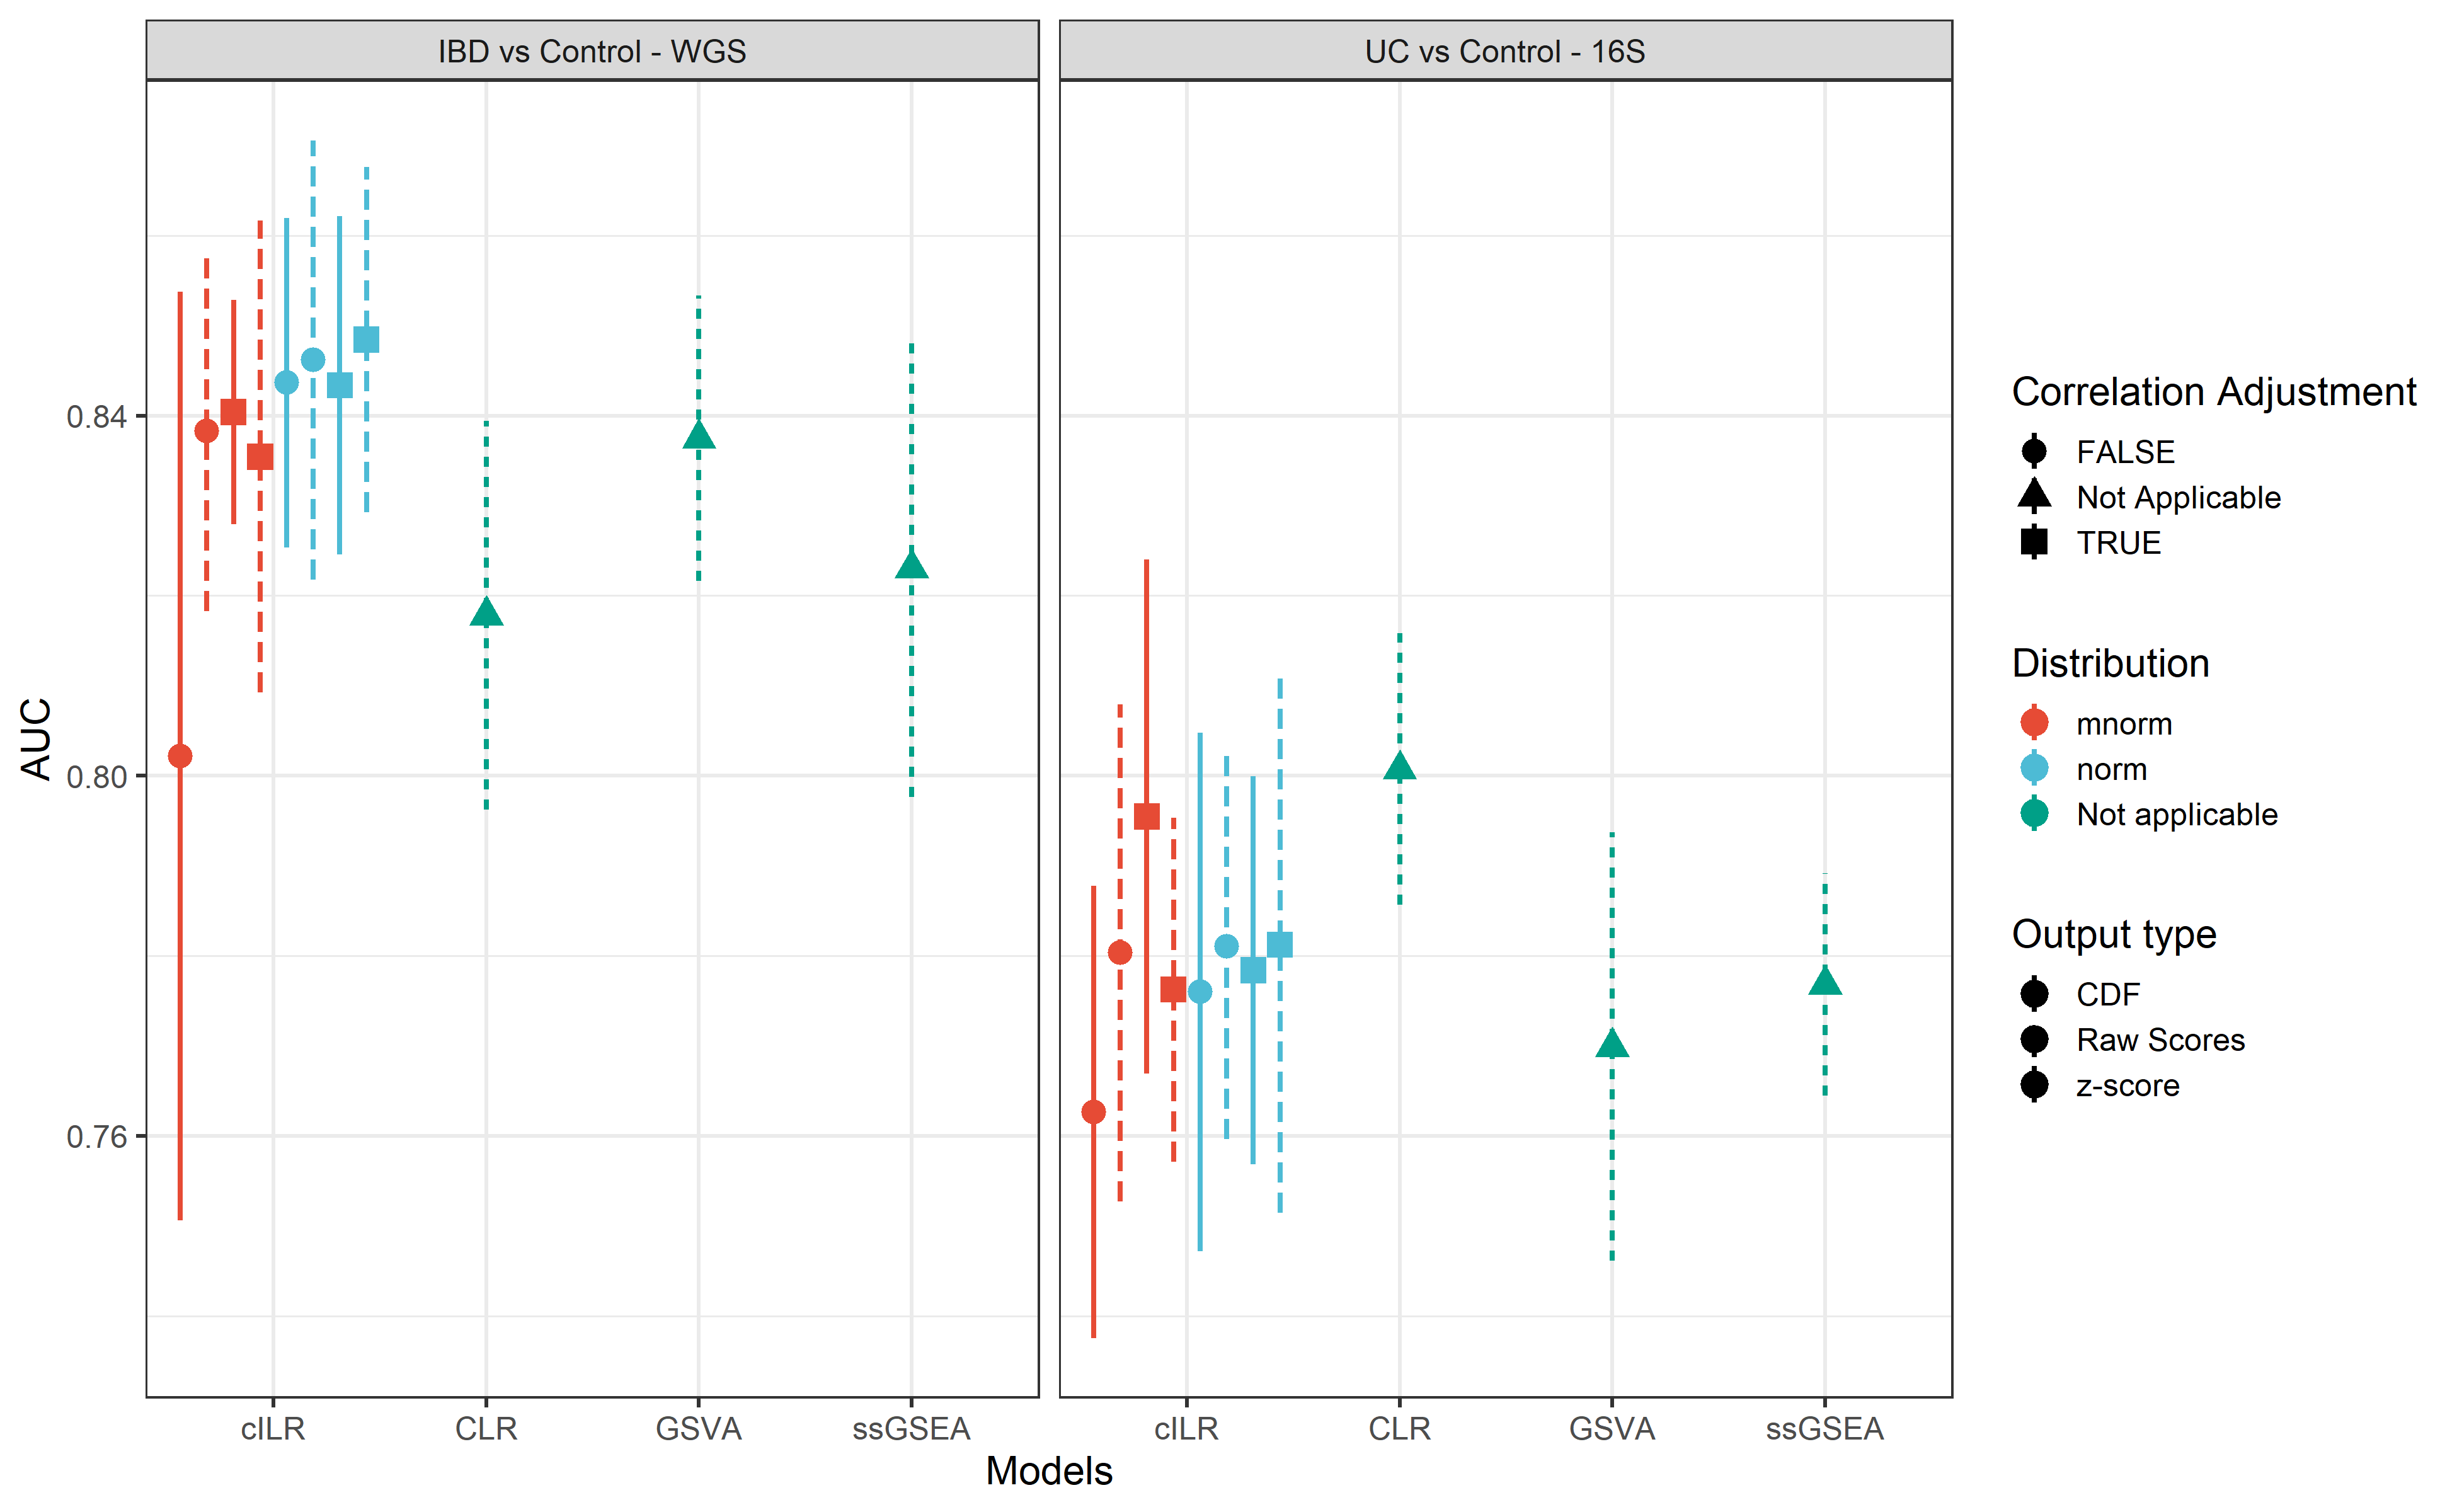 IBD vs Control - WGS
UC vs Control - 16S
AUC
0.84
0.80
0.76
cILR
CLR
GSVA
ssGSEA
cILR
CLR
GSVA
ssGSEA
Models
Correlation Adjustment
FALSE
Not Applicable
TRUE
Distribution
mnorm
norm
Not applicable
Output type
CDF
Raw Scores
z-score